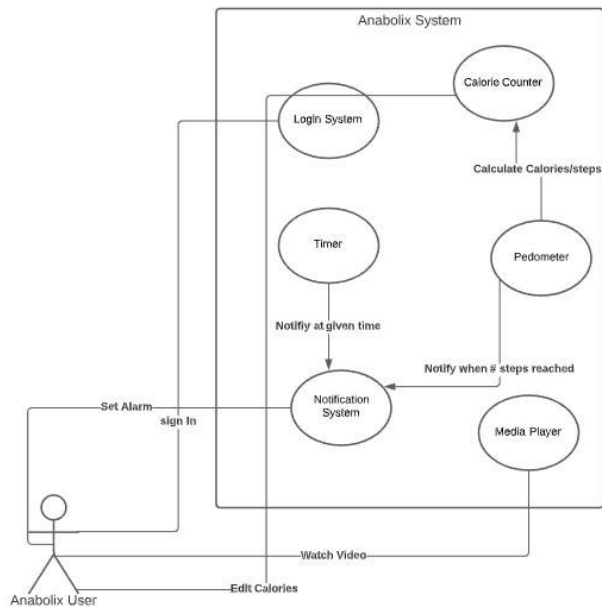 Anabolix System
Calorie Counter
Login System
Calculate Calories/steps
Timer
Pedometer
Notifiy at given time
Notify when # steps reached
Notification
System
Set Alarm
sign In
Media Player
Watch Video
Edit Calories
Anabolix User